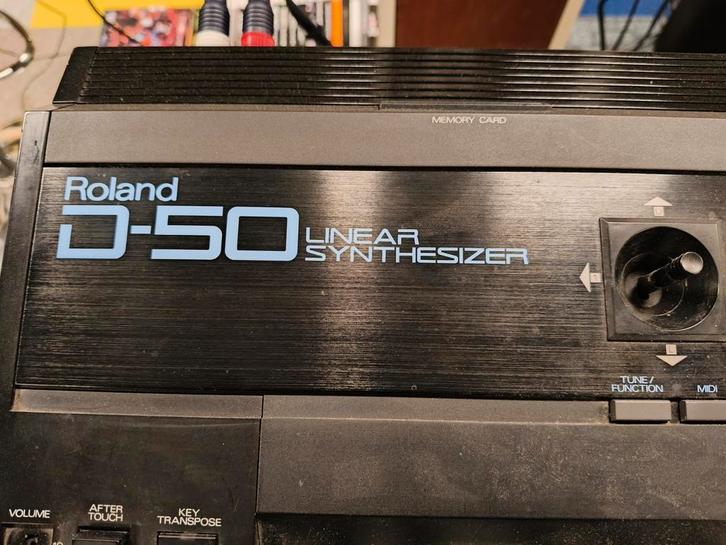 MEMORY CARD
Roland
D-50 LINEAR
SYNTHESIZER
TUNE/
FUNCTION
MIDI
VOLUME
AFTER
TOUCH
KEY
TRANSPOSE